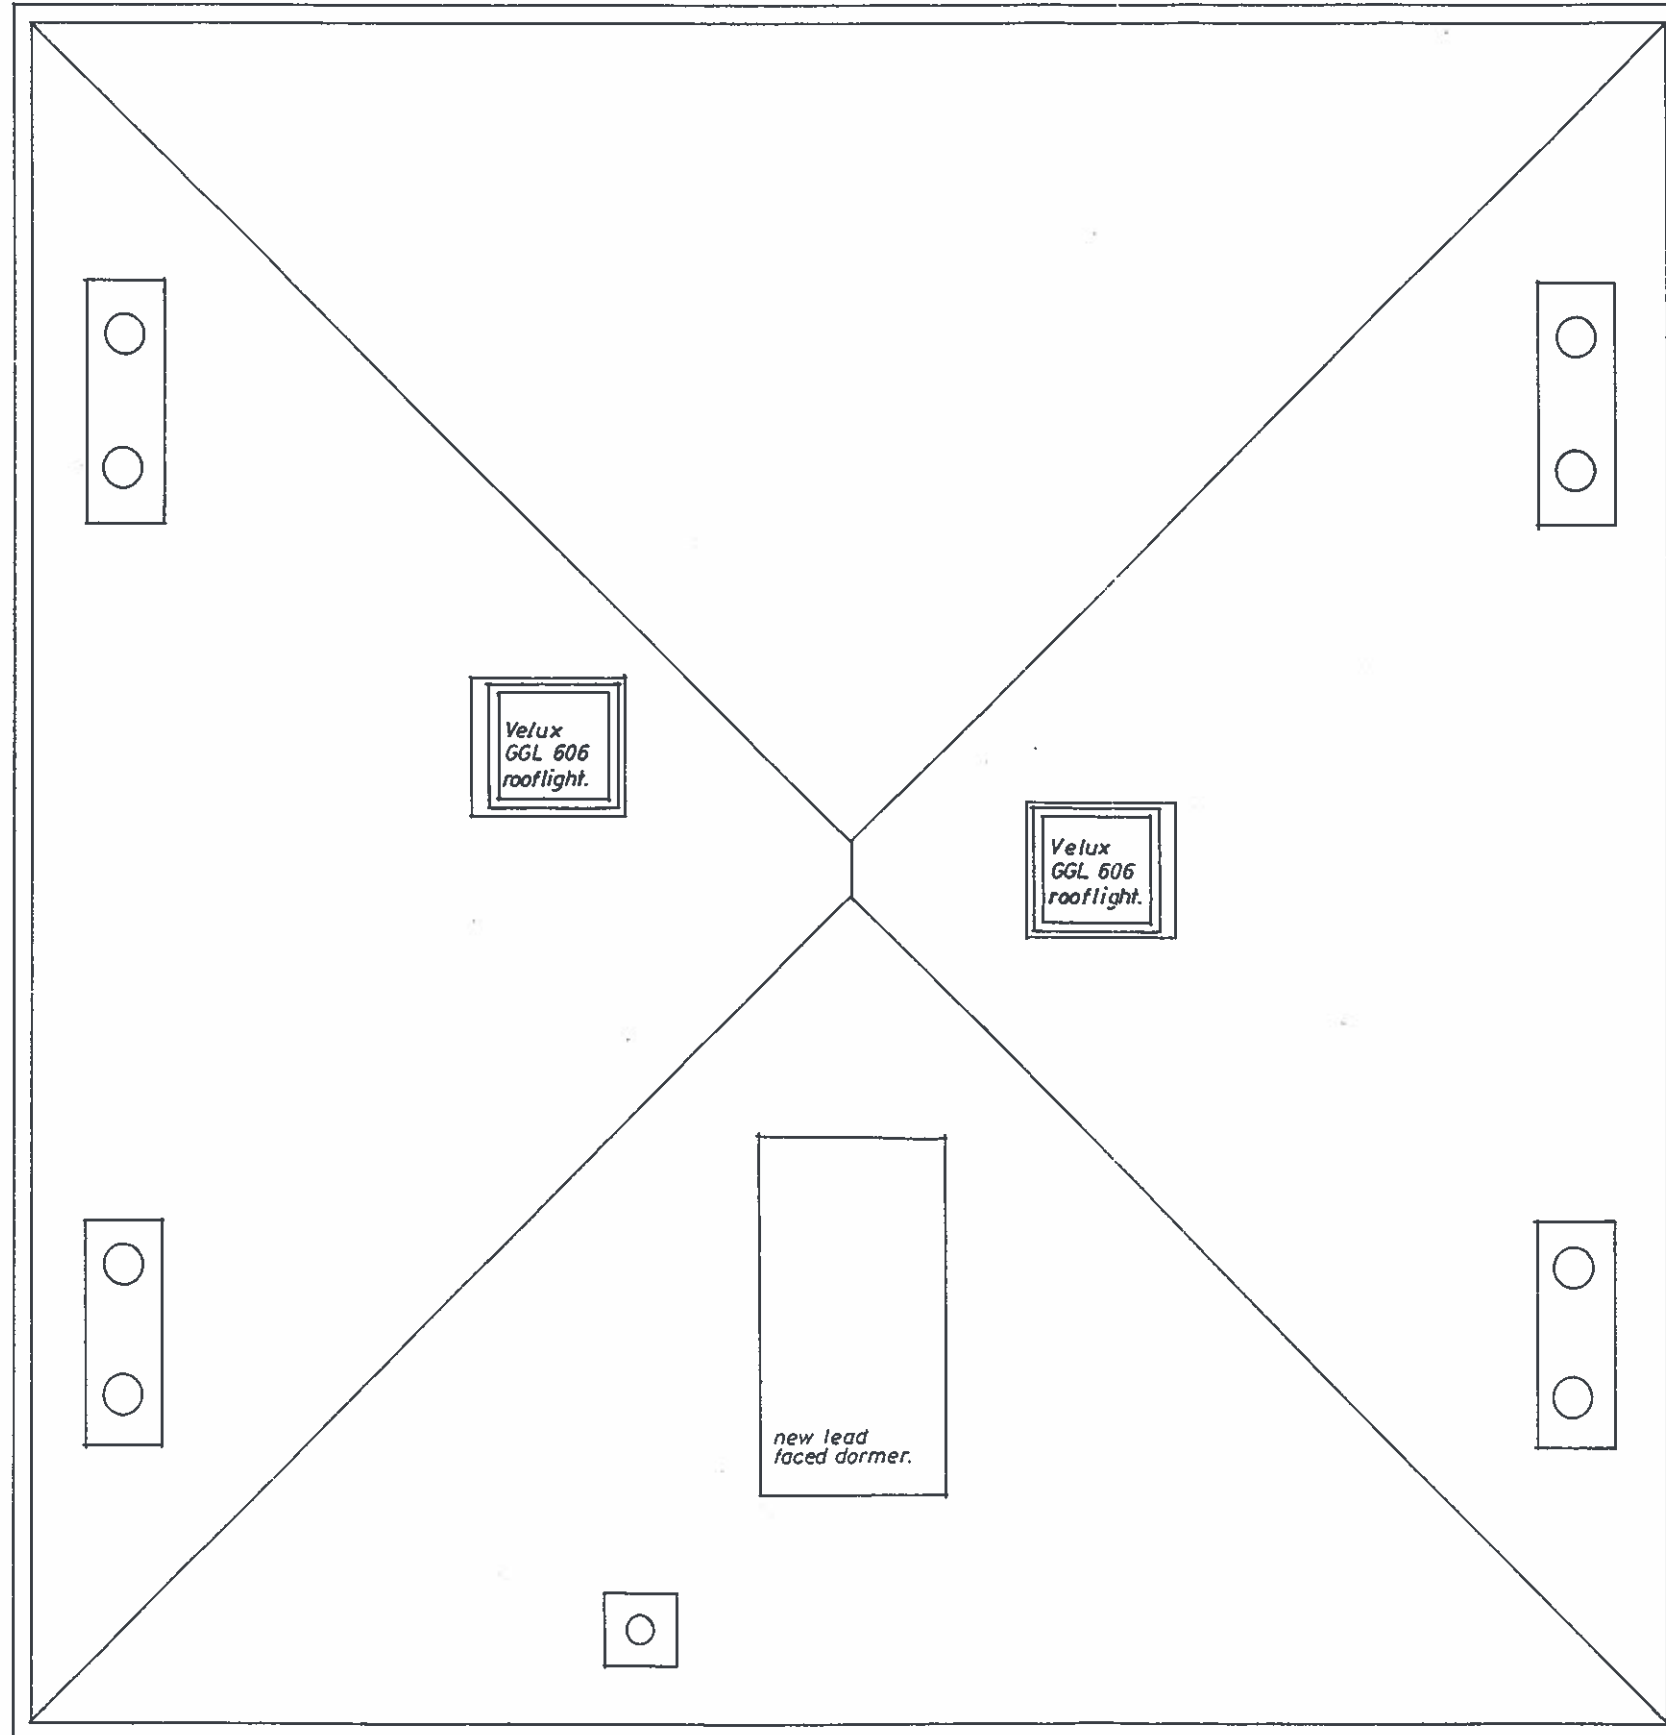 Velux
GGL 606
rooflight.
Velux
GGL 606
rooflight.
new lead
faced dormer.